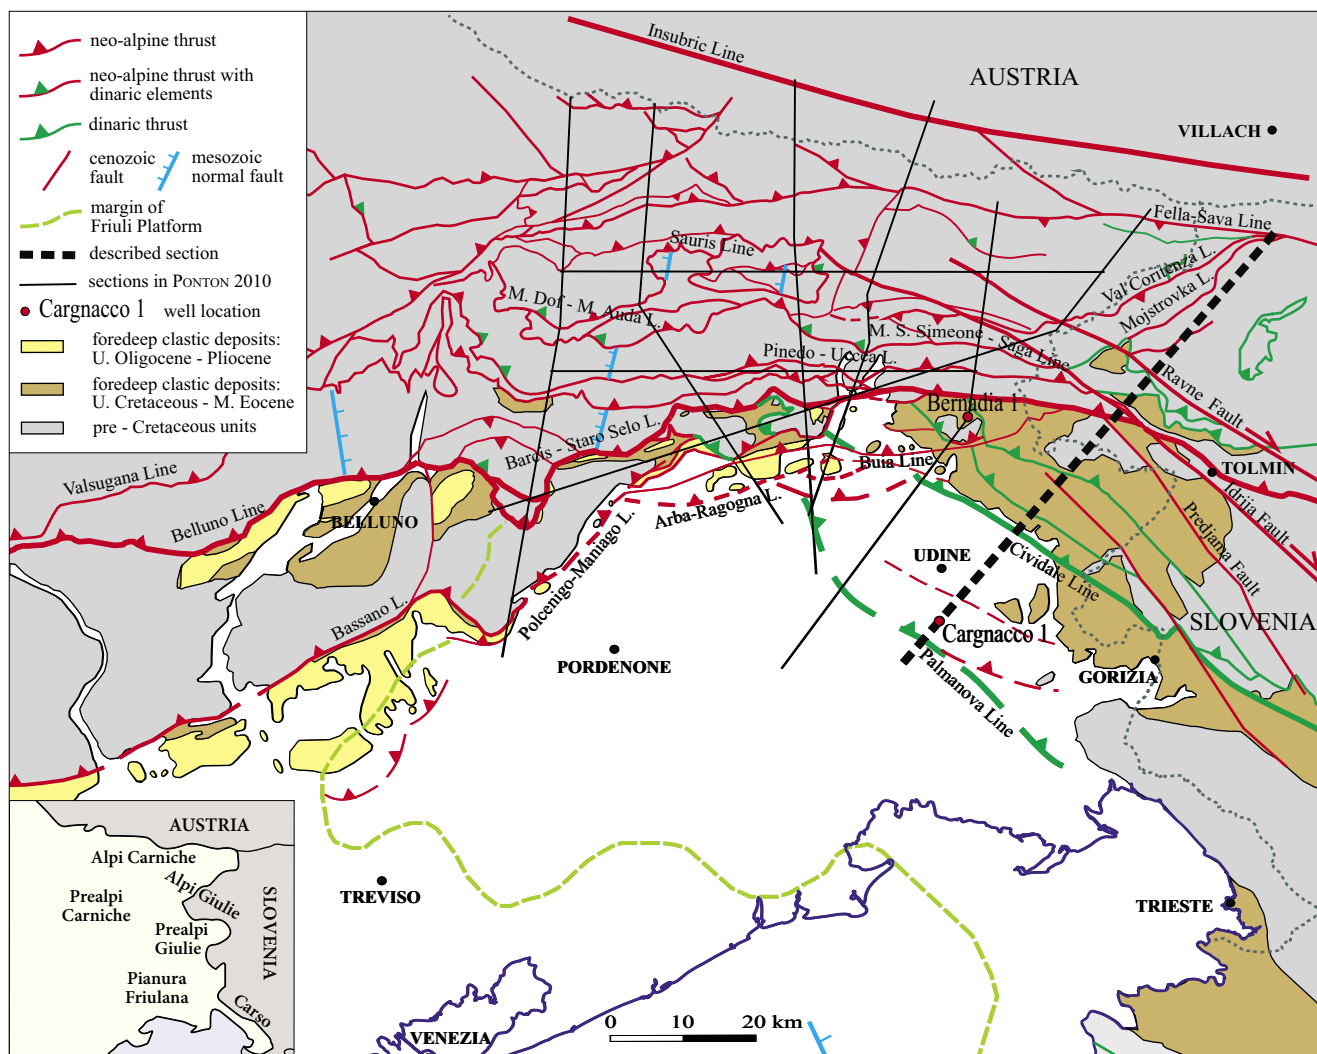 neo-alpine thrust
neo-alpine thrust with
dinaric elements
dinaric thrust
cenozoic
fault
mesozoic
normal fault
margin of
Friuli Platform
described section
sections in PONTON 2010
Cargnacco 1 well location
foredeep clastic deposits:
U. Oligocene - Pliocene
foredeep clastic deposits:
U. Cretaceous - M. Eocene
pre - Cretaceous units
Insubric Line
AUSTRIA
VILLACH
Fella-Sava Line
Sauris Line
Val Coritenza L.
Mojstrovka L.
M. Dof - M. Auda L.
M. S. Simeone - Saga Line
Pinedo - Uccea L.
Ravne Fault
Bernadia 1
Barcis - Staro Selo L.
Valsugana Line
Buia Line
TOLMIN
Belluno Line
BELLUNO
Arba-Ragogna L.
Idrija Fault
Predjama Fault
UDINE
Cividale Line
Polcenigo-Maniago L.
Bassano L.
Cargnacco 1
SLOVENIA
PORDENONE
GORIZIA
Palmanova Line
TREVISO
TRIESTE
VENEZIA
0 10 20 km
AUSTRIA
Alpi Carniche
Alpi Giulie
Prealpi
Carniche
SLOVENIA
Prealpi
Giulie
Pianura
Friulana
Carso